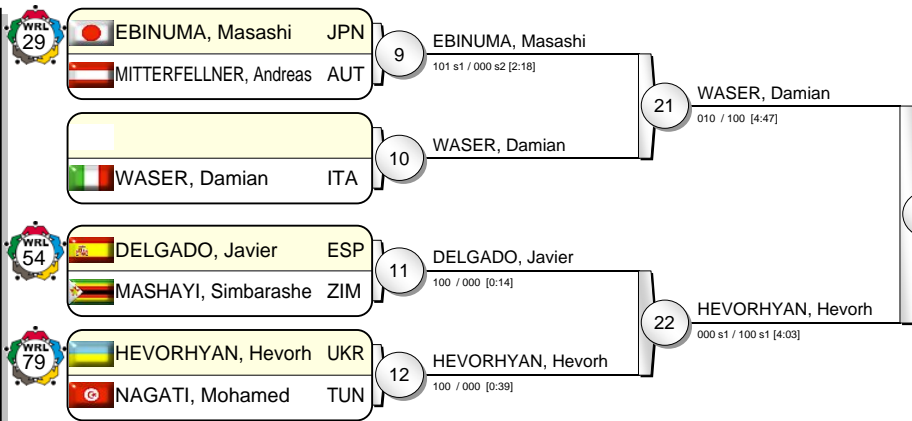 WRL
29
EBINUMA, Masashi JPN
MITTERFELLNER, Andreas AUT
9
EBINUMA, Masashi
101 s1 / 000 s2 [2:18]
WASER, Damian ITA
10
WASER, Damian
21
WASER, Damian
010 / 100 [4:47]
WRL
54
DELGADO, Javier ESP
MASHAYI, Simbarashe ZIM
11
DELGADO, Javier
100 / 000 [0:14]
WRL
79
HEVORHYAN, Hevorh UKR
NAGATI, Mohamed TUN
12
HEVORHYAN, Hevorh
100 / 000 [0:39]
22
HEVORHYAN, Hevorh
000 s1 / 100 s1 [4:03]